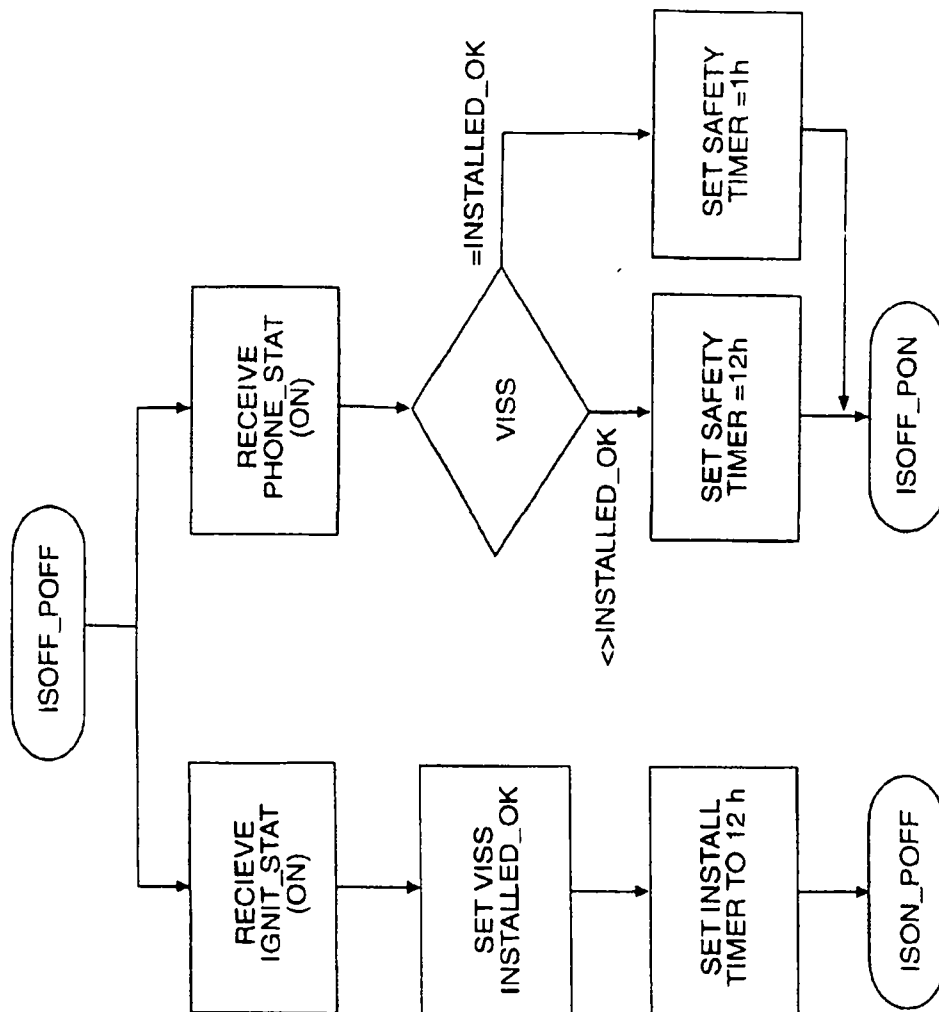 ISOFF_POFF
RECIEVE
IGNIT_STAT
(ON)
SET VISS
INSTALLED_OK
SET INSTALL
TIMER TO 12 h
ISON_POFF
RECEIVE
PHONE_STAT
(ON)
VISS
=INSTALLED_OK
<>INSTALLED_OK
SET SAFETY
TIMER =12h
SET SAFETY
TIMER =1h
ISOFF_PON